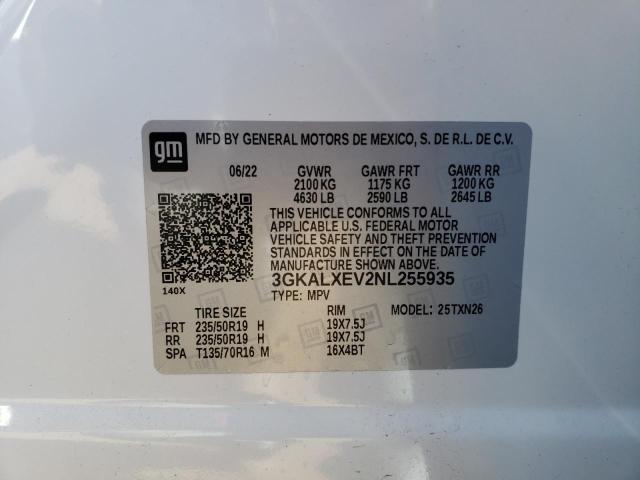 gm
MFD BY GENERAL MOTORS DE MEXICO, S. DE R.L. DE C.V.
06/22 GVWR GAWR FRT GAWR RR
2100 KG 1175 KG 1200 KG
4630 LB 2590 LB 2645 LB
THIS VEHICLE CONFORMS TO ALL
APPLICABLE U.S. FEDERAL MOTOR
VEHICLE SAFETY AND THEFT PREVENTION
STANDARDS IN EFFECT ON THE DATE OF
MANUFACTURE SHOWN ABOVE.
3GKALXEV2NL255935
140X
TYPE: MPV MODEL: 25TXN26
TIRE SIZE RIM
FRT 235/50R19 H 19X7.5J
RR 235/50R19 H 19X7.5J
SPA T135/70R16 M 16X4BT